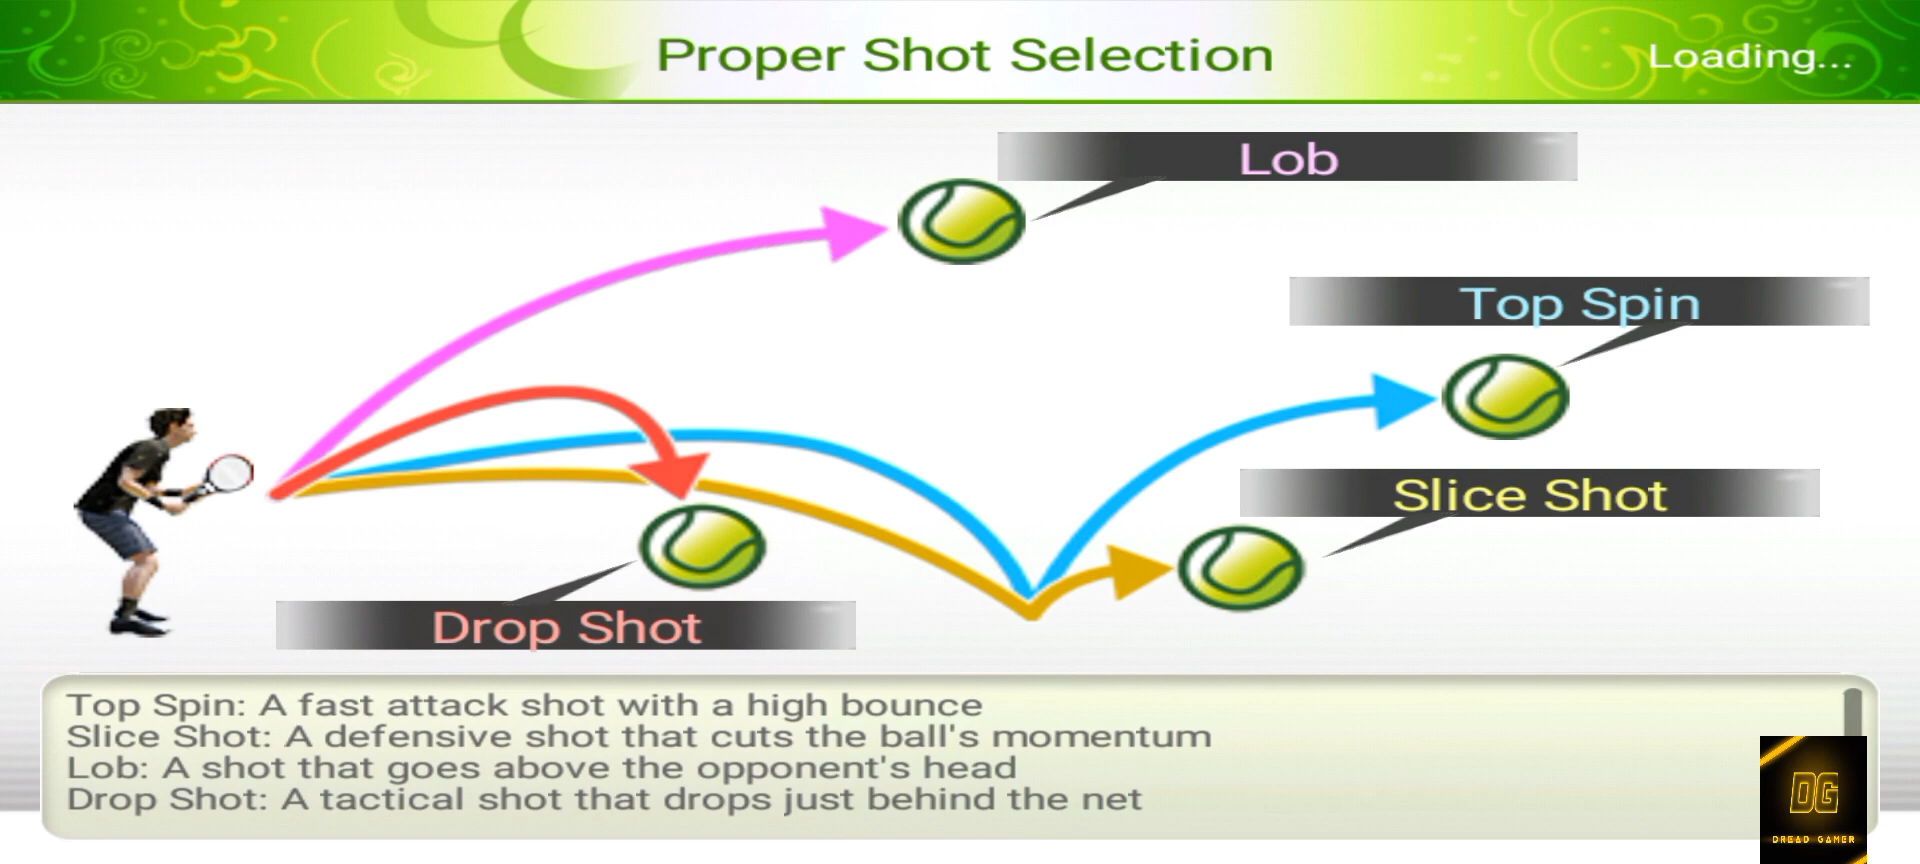 Proper Shot Selection
Loading...
Lob
Top Spin
Slice Shot
Drop Shot
Top Spin: A fast attack shot with a high bounce
Slice Shot: A defensive shot that cuts the ball's momentum
Lob: A shot that goes above the opponent's head
Drop Shot: A tactical shot that drops just behind the net
DG
DREAD GAMER